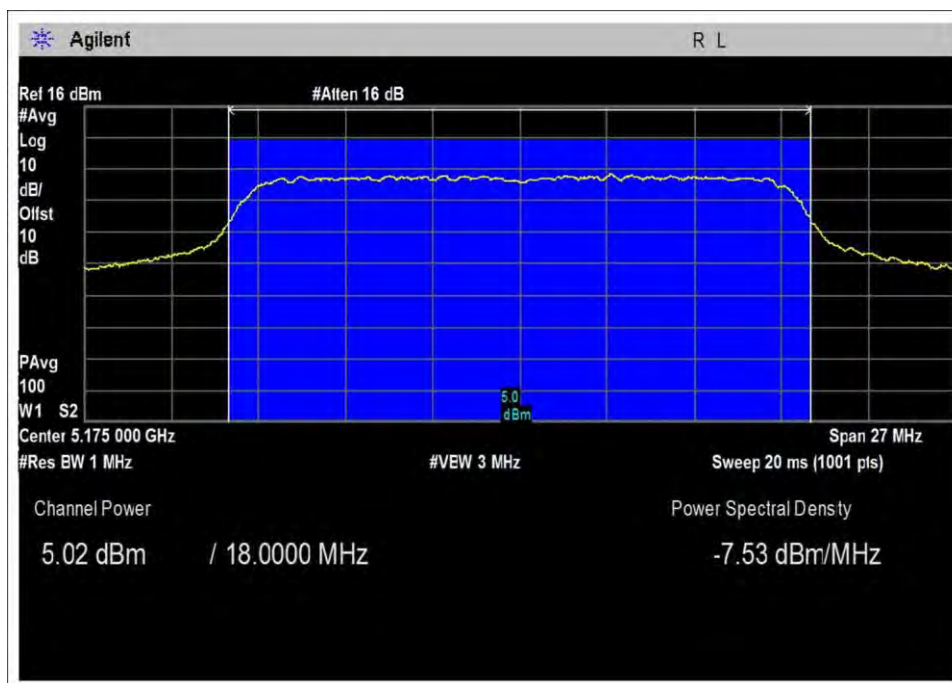 Agilent R L
Ref 16 dBm #Atten 16 dB
#Avg
Log
10
dB/
Offst
10
dB
PAvg
100
W1 S2
5.0
dBm
Center 5.175 000 GHz Span 27 MHz
#Res BW 1 MHz #VBW 3 MHz Sweep 20 ms (1001 pts)
Channel Power Power Spectral Density
5.02 dBm / 18.0000 MHz -7.53 dBm/MHz